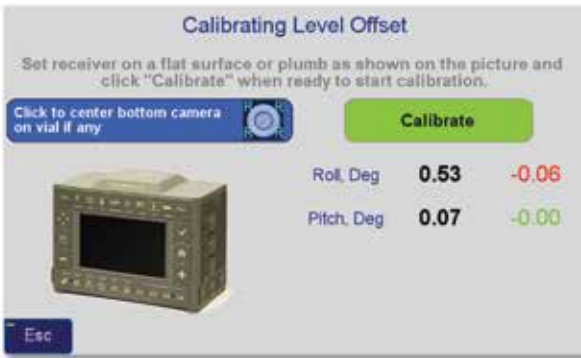 Calibrating Level Offset
Set receiver on a flat surface or plumb as shown on the picture and
click "Calibrate" when ready to start calibration.
Click to center bottom camera
on vial if any
Calibrate
Roll, Deg 0.53 -0.06
Pitch, Deg 0.07 -0.00
Esc